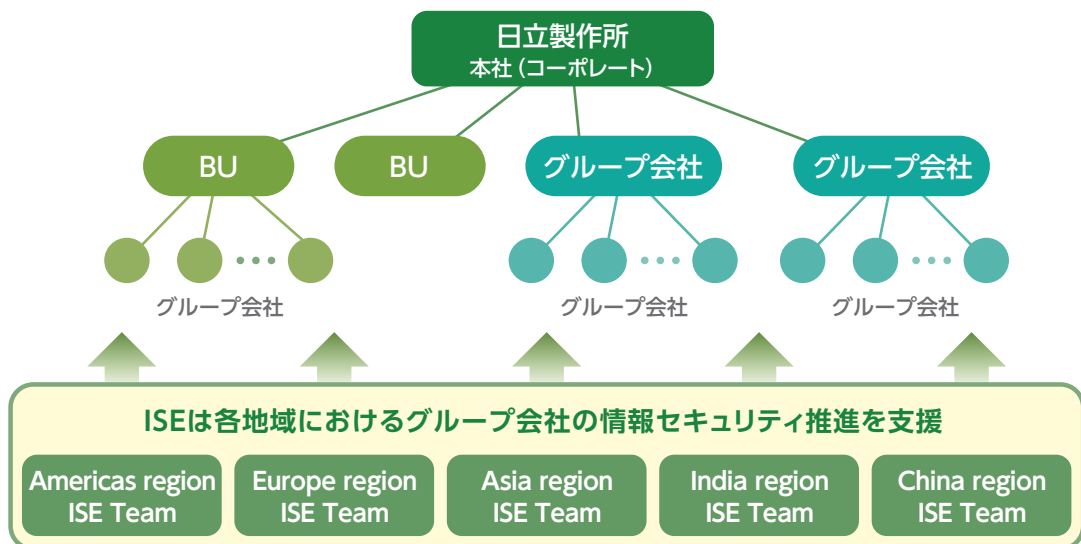 日立製作所
本社（コーポレート）
BU
BU
グループ会社
グループ会社
グループ会社
グループ会社
グループ会社
ISEは各地域におけるグループ会社の情報セキュリティ推進を支援
Americas region
ISE Team
Europe region
ISE Team
Asia region
ISE Team
India region
ISE Team
China region
ISE Team